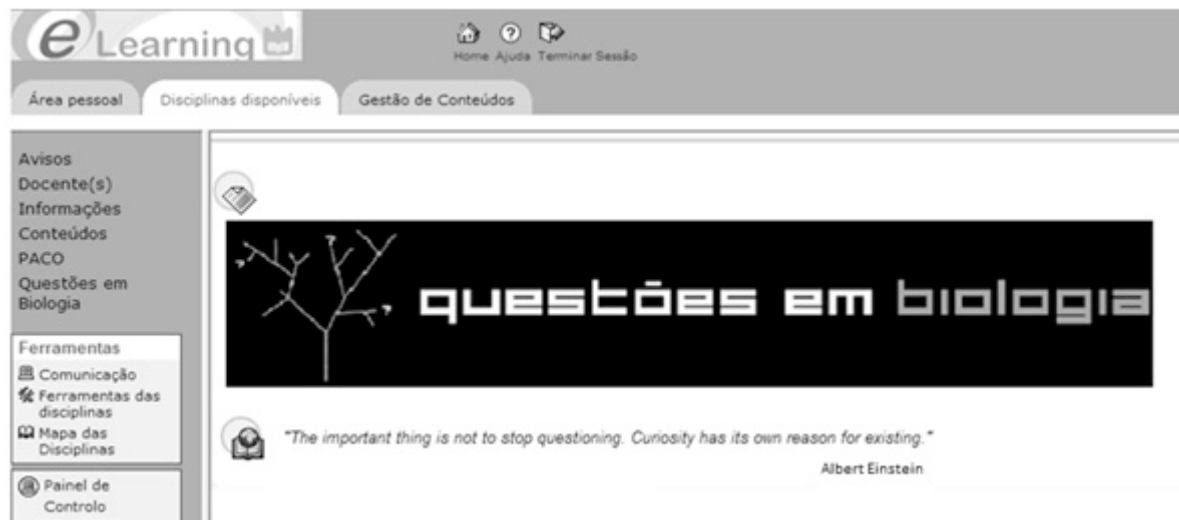 e Learning
Home Ajuda Terminar Sessão
Área pessoal Disciplinas disponíveis Gestão de Conteúdos
Avisos
Docente(s)
Informações
Conteúdos
PACO
Questões em
Biologia
Ferramentas
Comunicação
Ferramentas das
disciplinas
Mapa das
Disciplinas
Painel de
Controlo
questões em biologia
"The important thing is not to stop questioning. Curiosity has its own reason for existing."
Albert Einstein